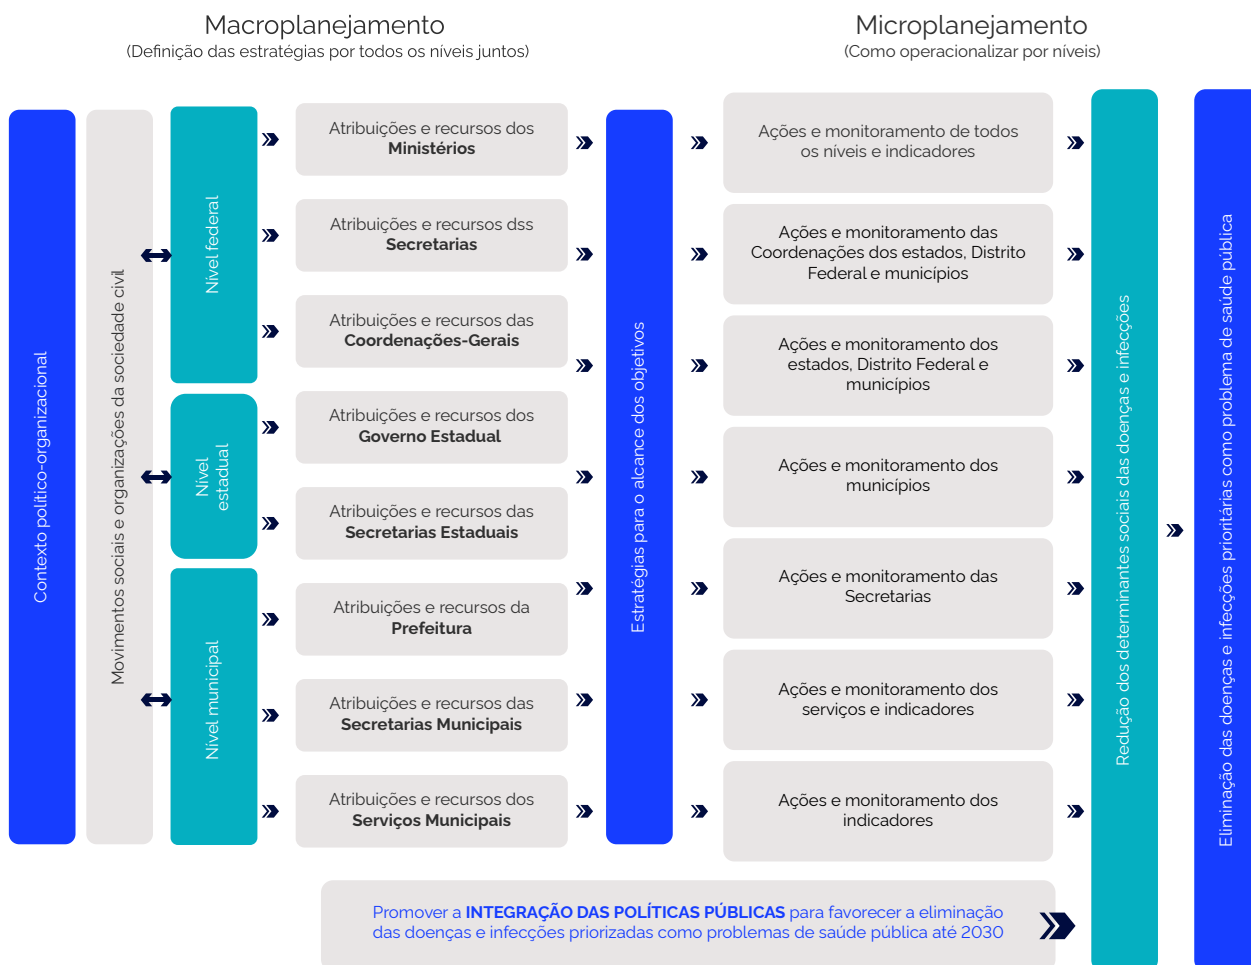 Macroplanejamento
(Definição das estratégias por todos os níveis juntos)
Microplanejamento
(Como operacionalizar por níveis)
Contexto político-organizacional
Movimentos sociais e organizações da sociedade civil
Nível federal
Nível
estadual
Nível municipal
Atribuições e recursos dos
Ministérios
Atribuições e recursos dss
Secretarias
Atribuições e recursos das
Coordenações-Gerais
Atribuições e recursos dos
Governo Estadual
Atribuições e recursos das
Secretarias Estaduais
Atribuições e recursos da
Prefeitura
Atribuições e recursos das
Secretarias Municipais
Atribuições e recursos dos
Serviços Municipais
Estratégias para o alcance dos objetivos
Ações e monitoramento de todos
os níveis e indicadores
Ações e monitoramento das
Coordenações dos estados, Distrito
Federal e municípios
Ações e monitoramento dos
estados, Distrito Federal e
municípios
Ações e monitoramento dos
municípios
Ações e monitoramento das
Secretarias
Ações e monitoramento dos
serviços e indicadores
Ações e monitoramento dos
indicadores
Redução dos determinantes sociais das doenças e infecções
Eliminação das doenças e infecções prioritárias como problema de saúde pública
Promover a INTEGRAÇÃO DAS POLÍTICAS PÚBLICAS para favorecer a eliminação
das doenças e infecções priorizadas como problemas de saúde pública até 2030